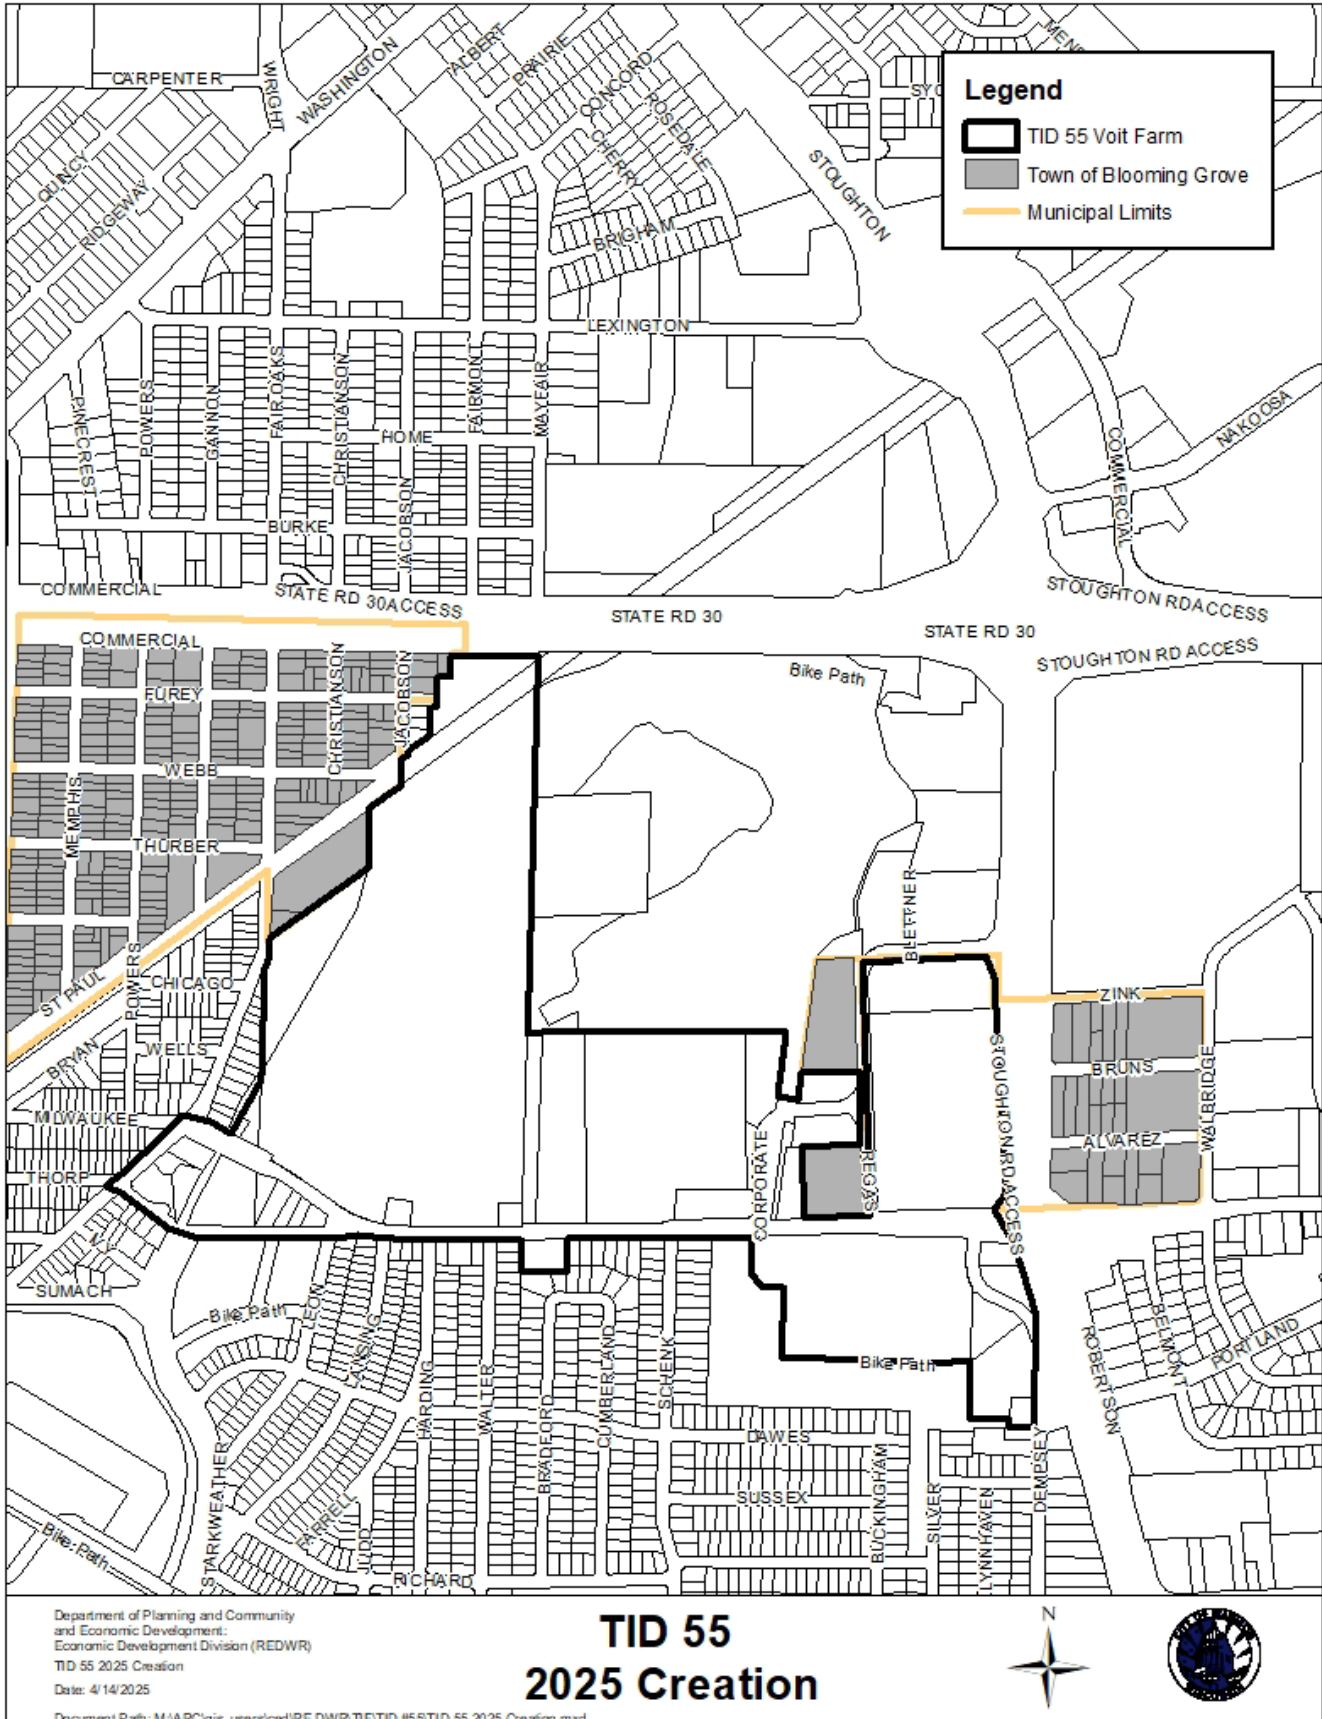 MENS
CARPENTER
WRIGHT
WASHINGTON
ALBERT
PRAIRIE
CONCORD
ROSEDALE
CHERRY
BRIGHAM
STOUGHTON
SYC
Legend
TID 55 Voit Farm
Town of Blooming Grove
Municipal Limits
QUINCY
RIDGEWAY
LEXINGTON
PINECREST
POWERS
GANNON
FAIR OAKS
CHRISTIANSON
HOME
JACOBSON
FAIRMONT
MAYFAIR
BURKE
COMMERCIAL
NAKOOSA
COMMERCIAL
STATE RD 30 ACCESS
STATE RD 30
STATE RD 30
STOUGHTON RD ACCESS
STOUGHTON RD ACCESS
COMMERCIAL
FUREY
CHRISTIANSON
JACOBSON
WEBB
MEMPHIS
THURBER
Bike Path
BLETTNER
ST PAUL
POWERS
CHICAGO
WELLS
BRYAN
MILWAUKEE
THORP
ZINK
BRUNS
ALVAREZ
WALBRIDGE
STOUGHTON RD ACCESS
CORPORATE
REGAS
SUMACH
Bike Path
LEON
LANSING
HARDING
WALTER
BRADFORD
CUMBERLAND
SCHENK
Bike Path
ROBERTSON
BELMONT
PORTLAND
DAWES
SUSSEX
BUCKINGHAM
SILVER
LYNNHAVEN
DEMPSEY
STARKWEATHER
FARRELL
JUDD
RICHARD
Bike Path
Department of Planning and Community
and Economic Development:
Economic Development Division (REDWR)
TID 55 2025 Creation
Date: 4/14/2025
TID 55
2025 Creation
N